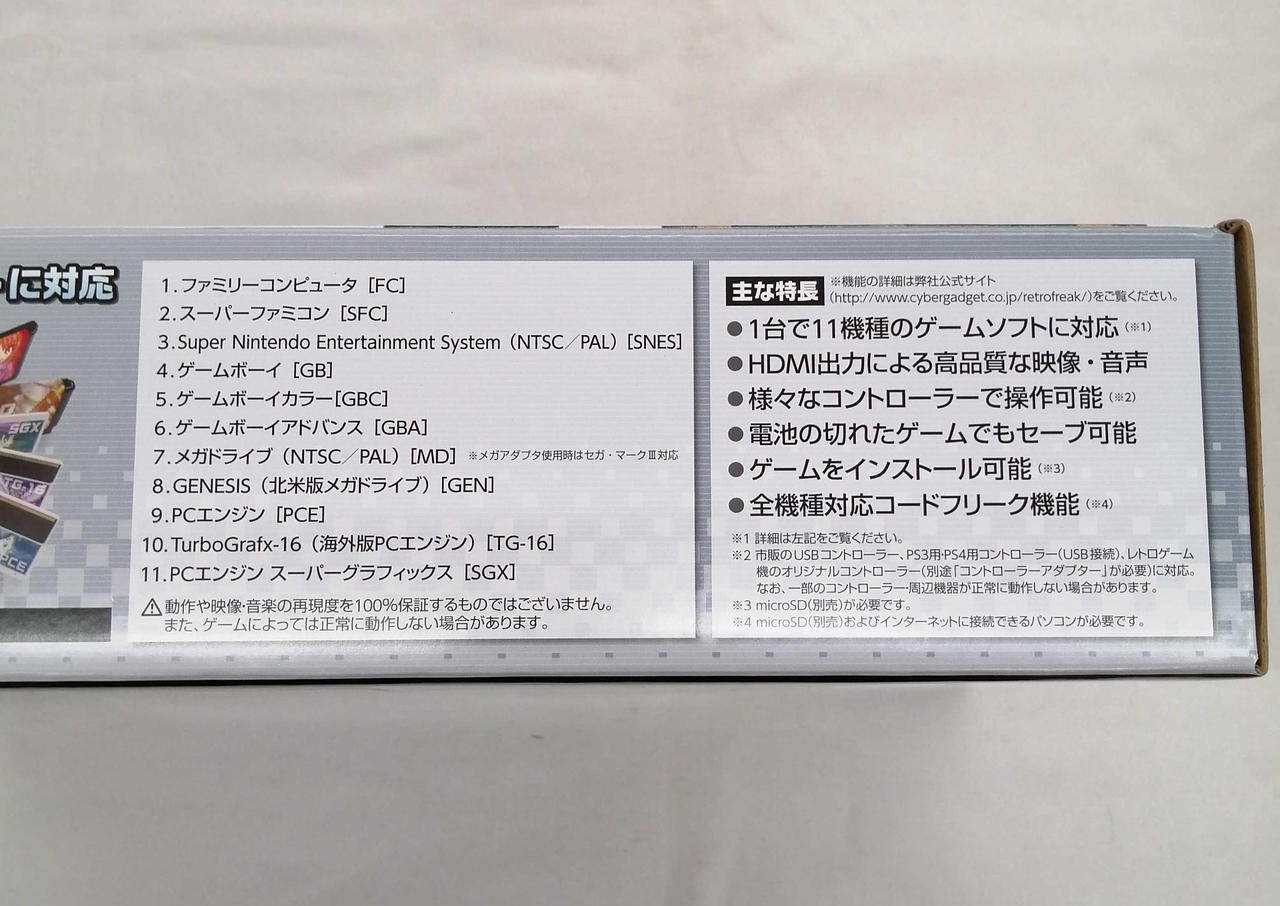 に対応
SGX
TG-16
PCE
1.ファミリーコンピュータ [FC]
2.スーパーファミコン [SFC]
3.Super Nintendo Entertainment System（NTSC／PAL）[SNES]
4.ゲームボーイ [GB]
5.ゲームボーイカラー[GBC]
6.ゲームボーイアドバンス [GBA]
7.メガドライブ（NTSC／PAL）[MD] ※メガアダプタ使用時はセガ・マークⅢ対応
8.GENESIS（北米版メガドライブ）[GEN]
9.PCエンジン [PCE]
10.TurboGrafx-16（海外版PCエンジン）[TG-16]
11.PCエンジン スーパーグラフィックス [SGX]
⚠動作や映像・音楽の再現度を100%保証するものではございません。
また、ゲームによっては正常に動作しない場合があります。
主な特長 ※機能の詳細は弊社公式サイト
(http://www.cybergadget.co.jp/retrofreak/)をご覧ください。
●1台で11機種のゲームソフトに対応（※1）
●HDMI出力による高品質な映像・音声
●様々なコントローラーで操作可能（※2）
●電池の切れたゲームでもセーブ可能
●ゲームをインストール可能（※3）
●全機種対応コードフリーク機能（※4）
※1 詳細は左記をご覧ください。
※2 市販のUSBコントローラー、PS3用・PS4用コントローラー（USB接続）、レトロゲーム
機のオリジナルコントローラー（別途「コントローラーアダプター」が必要）に対応。
なお、一部のコントローラー・周辺機器が正常に動作しない場合があります。
※3 microSD（別売）が必要です。
※4 microSD（別売）およびインターネットに接続できるパソコンが必要です。